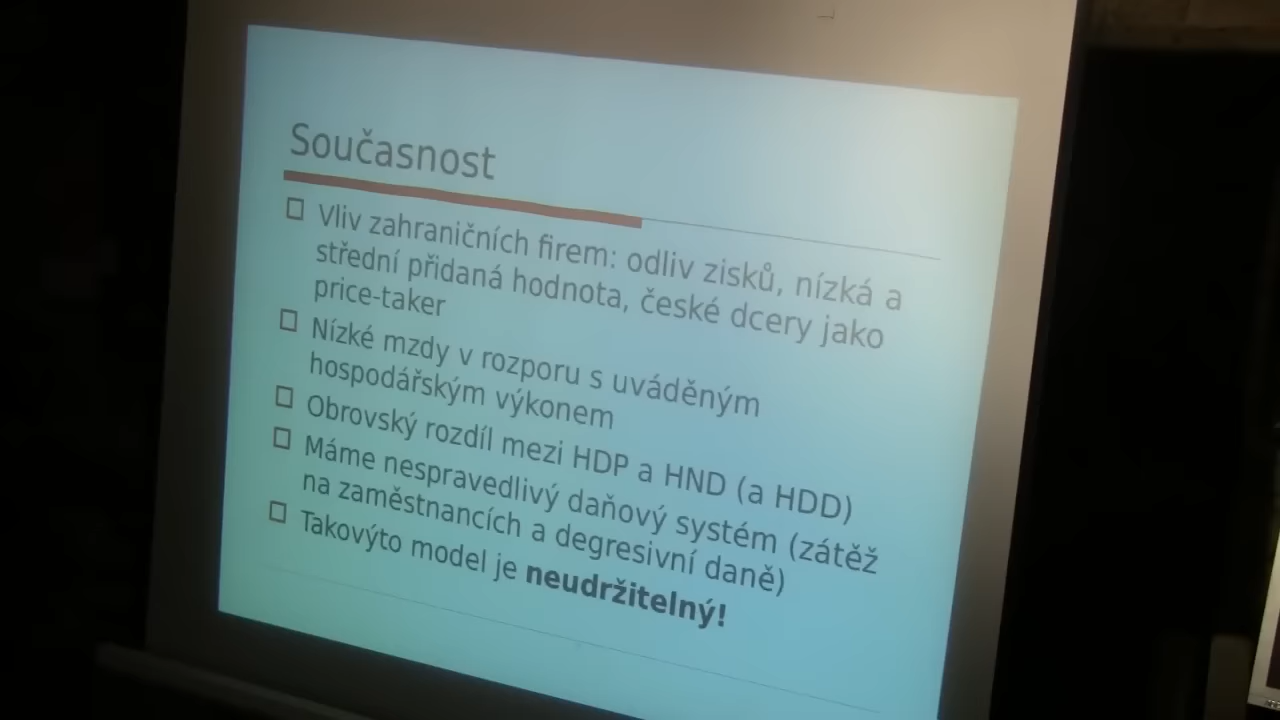 Současnost
Vliv zahraničních firem: odliv zisků, nízká a
střední přidaná hodnota, české dcery jako
price-taker
Nízké mzdy v rozporu s uváděným
hospodářským výkonem
Obrovský rozdíl mezi HDP a HND (a HDD)
Máme nespravedlivý daňový systém (zátěž
na zaměstnancích a degresivní daně)
Takovýto model je neudržitelný!